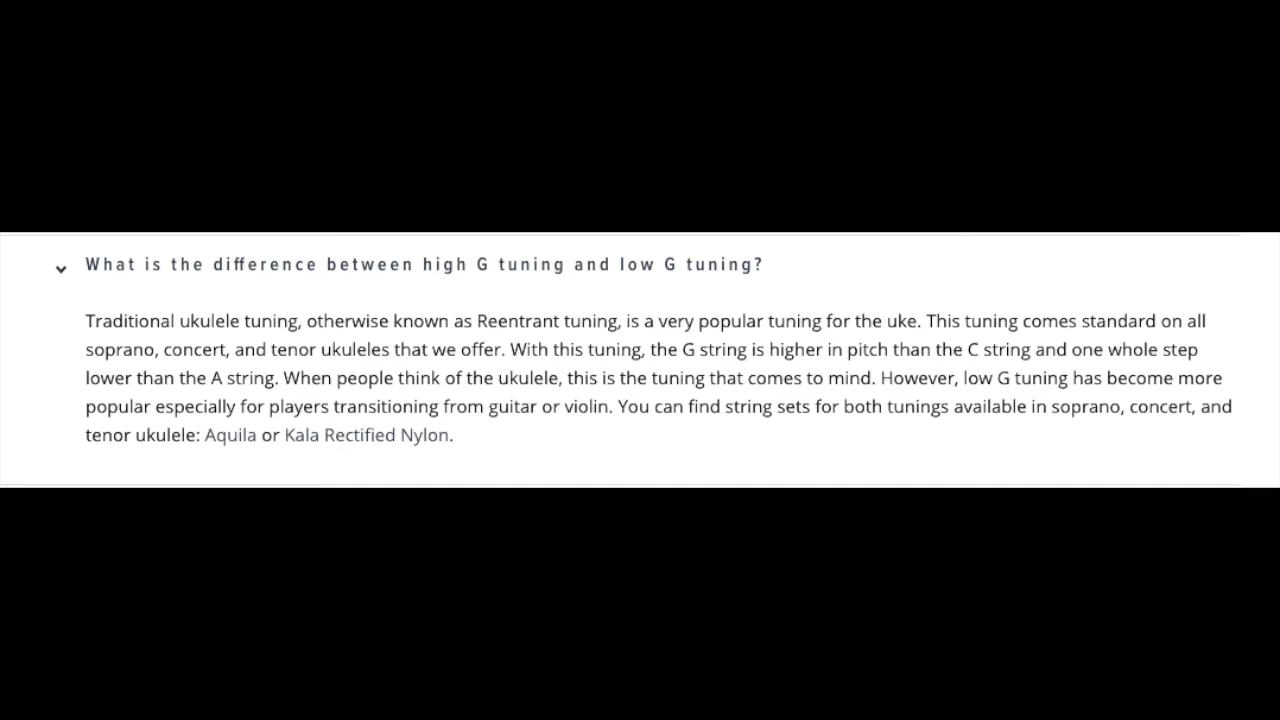 What is the difference between high G tuning and low G tuning?
Traditional ukulele tuning, otherwise known as Reentrant tuning, is a very popular tuning for the uke. This tuning comes standard on all
soprano, concert, and tenor ukuleles that we offer. With this tuning, the G string is higher in pitch than the C string and one whole step
lower than the A string. When people think of the ukulele, this is the tuning that comes to mind. However, low G tuning has become more
popular especially for players transitioning from guitar or violin. You can find string sets for both tunings available in soprano, concert, and
tenor ukulele: Aquila or Kala Rectified Nylon.